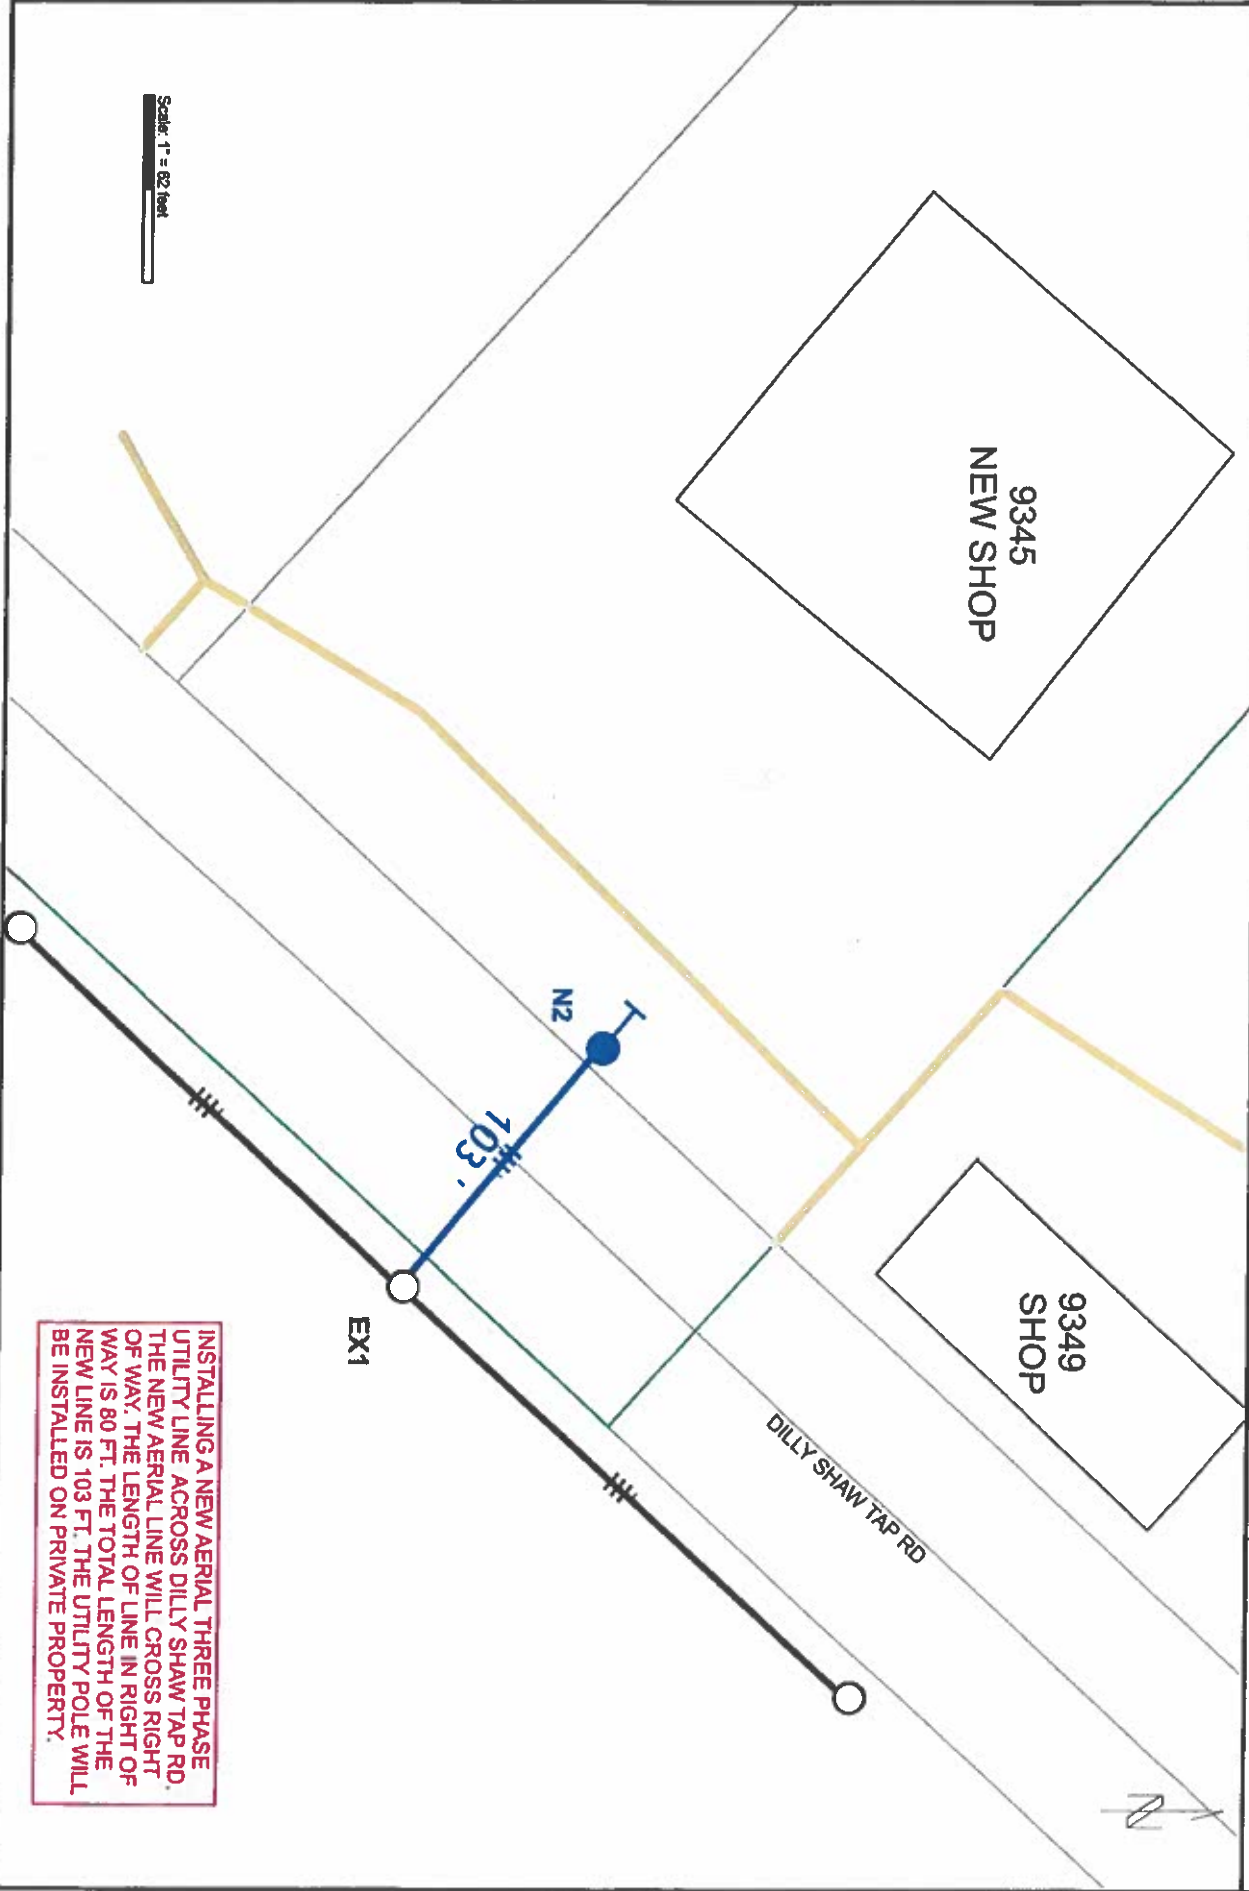 9345
NEW SHOP
9349
SHOP
DILLY SHAW TAP RD
N
N2
103 '
EX1
Scale: 1" = 62 feet
INSTALLING A NEW AERIAL THREE PHASE
UTILITY LINE ACROSS DILLY SHAW TAP RD.
THE NEW AERIAL LINE WILL CROSS RIGHT
OF WAY. THE LENGTH OF LINE IN RIGHT OF
WAY IS 80 FT. THE TOTAL LENGTH OF THE
NEW LINE IS 103 FT. THE UTILITY POLE WILL
BE INSTALLED ON PRIVATE PROPERTY.